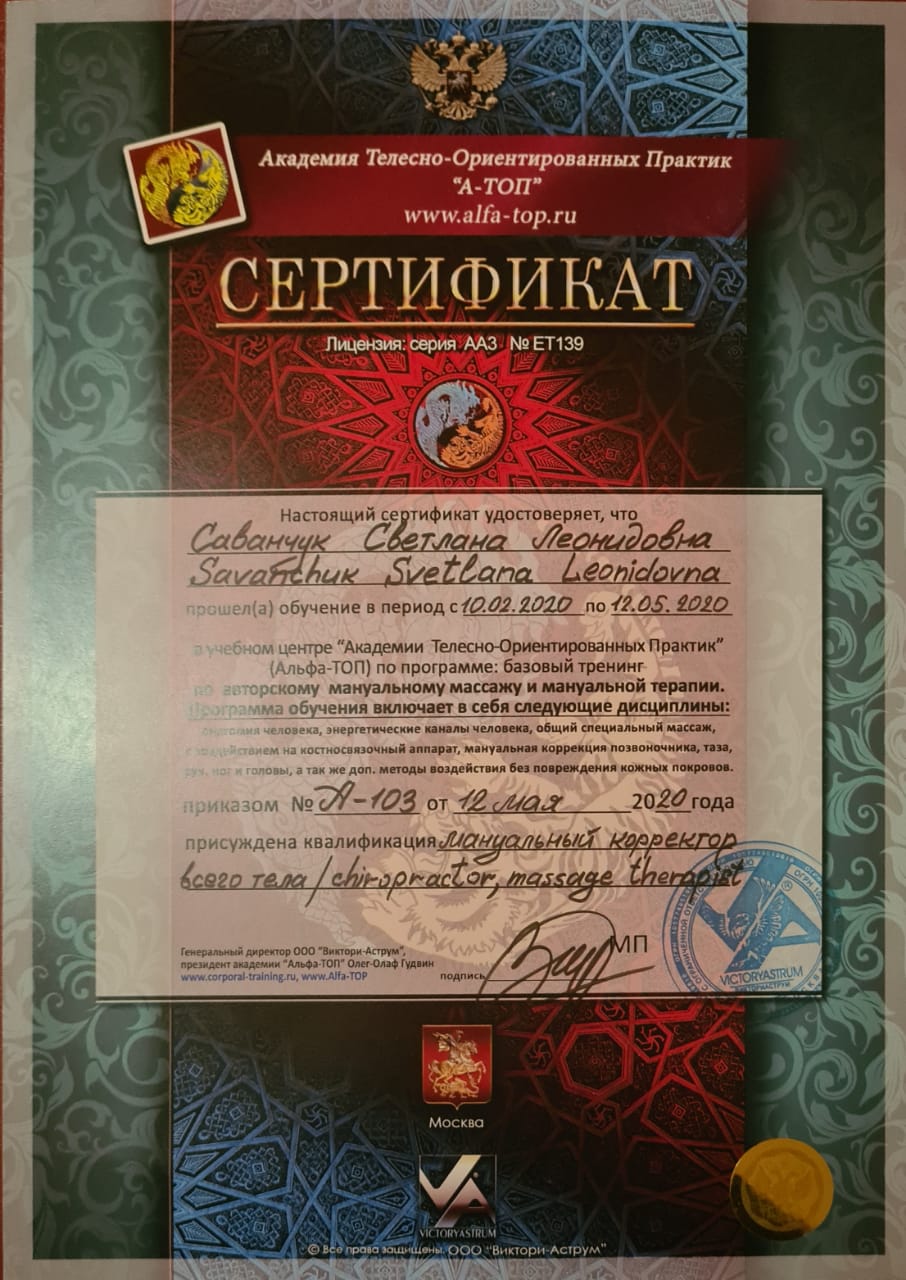 Академия Телесно-Ориентированных Практик
“А-ТОП”
www.alfa-top.ru
СЕРТИФИКАТ
Лицензия: серия АА3 № ЕТ139
Настоящий сертификат удостоверяет, что
Саванчук Светлана Леонидовна
Savanchuk Svetlana Leonidovna
прошел(а) обучение в период с 10.02.2020 по 12.05.2020
в учебном центре “Академии Телесно-Ориентированных Практик”
(Альфа-ТОП) по программе: базовый тренинг
по авторскому мануальному массажу и мануальной терапии.
Программа обучения включает в себя следующие дисциплины:
анатомия человека, энергетические каналы человека, общий специальный массаж,
с воздействием на костносвязочный аппарат, мануальная коррекция позвоночника, таза,
рук, ног и головы, а так же доп. методы воздействия без повреждения кожных покровов.
приказом № А-103 от 12 мая 2020 года
присуждена квалификация мануальный корректор
всего тела / chiropractor, massage therapist
Генеральный директор ООО “Виктори-Аструм”,
президент академии “Альфа-ТОП” Олег-Олаф Гудвин
www.corporal-training.ru, www.Alfa-TOP
подпись
МП
VICTORYASTRUM
ВИКТОРИАСТРУМ
Москва
VICTORYASTRUM
© Все права защищены. ООО “Виктори-Аструм”